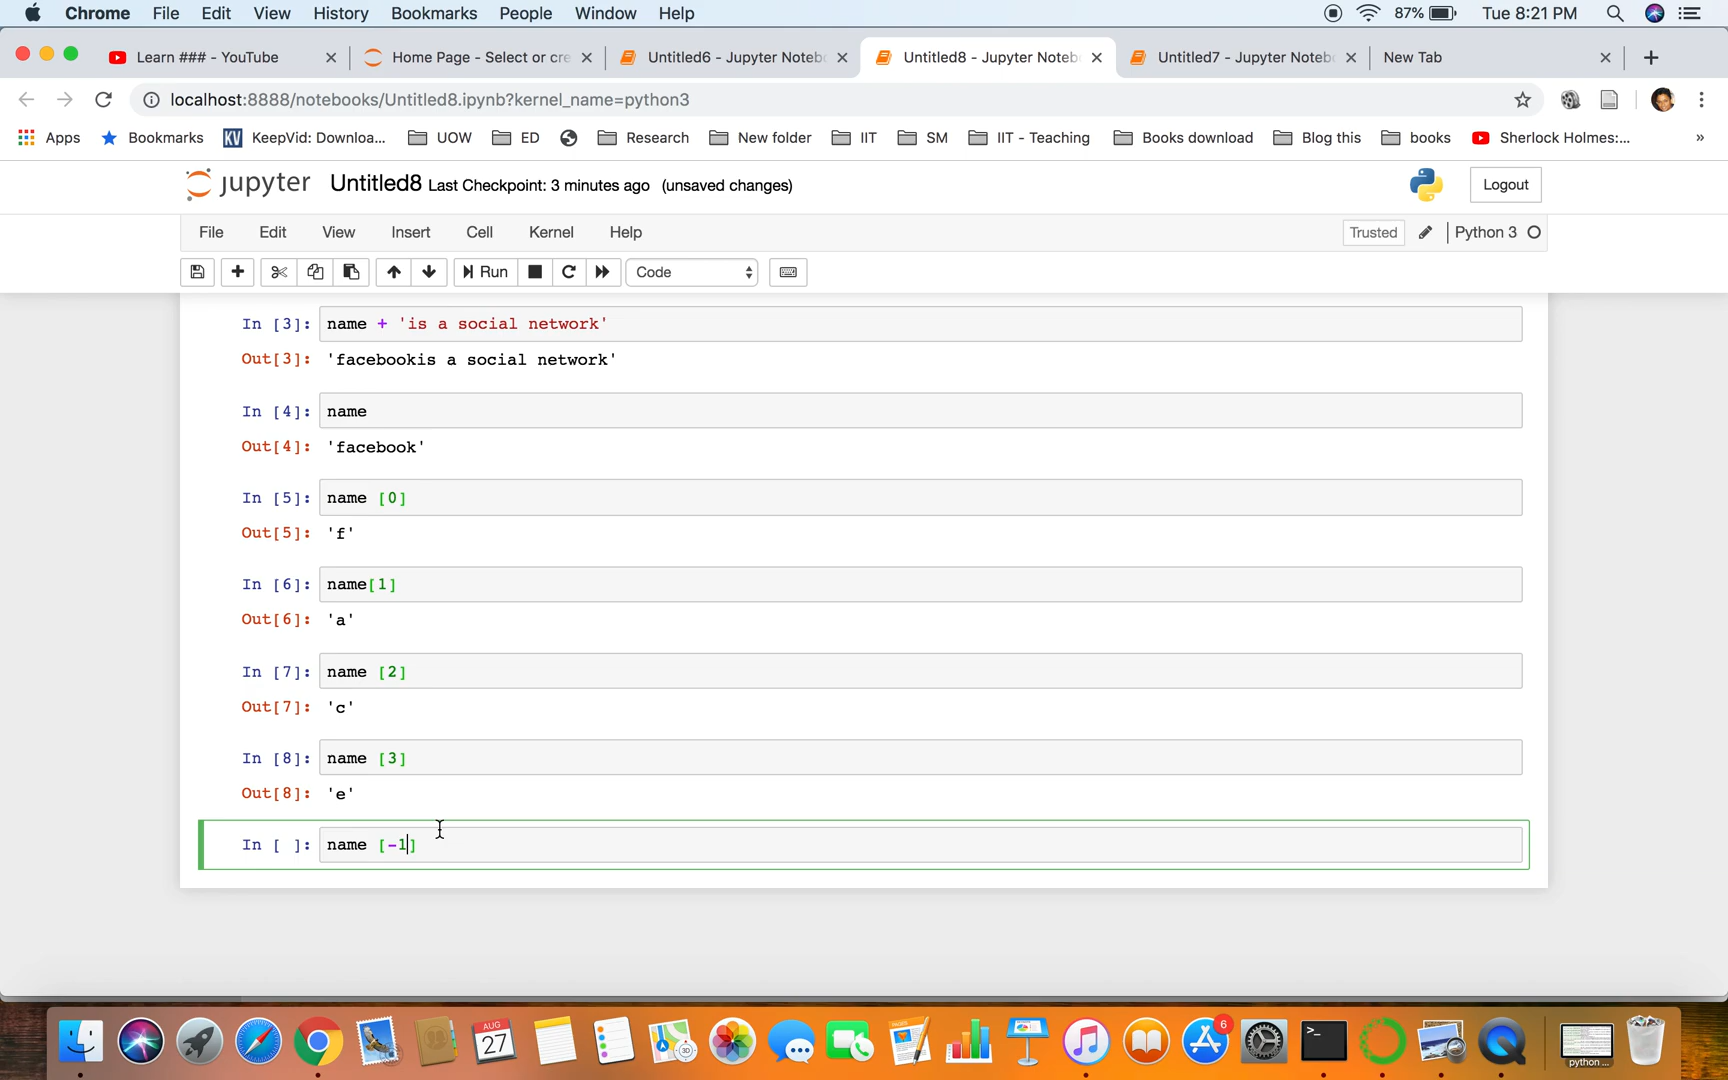 Chrome File Edit View History Bookmarks People Window Help 87% Tue 8:21 PM
Learn ### - YouTube Home Page - Select or cre Untitled6 - Jupyter Noteb Untitled8 - Jupyter Noteb Untitled7 - Jupyter Noteb New Tab
localhost:8888/notebooks/Untitled8.ipynb?kernel_name=python3
Apps Bookmarks KV KeepVid: Downloa... UOW ED Research New folder IIT SM IIT - Teaching Books download Blog this books Sherlock Holmes:... »
jupyter Untitled8 Last Checkpoint: 3 minutes ago (unsaved changes) Logout
File Edit View Insert Cell Kernel Help Trusted Python 3
Run Code
In [3]: name + 'is a social network'
Out[3]: 'facebookis a social network'
In [4]: name
Out[4]: 'facebook'
In [5]: name [0]
Out[5]: 'f'
In [6]: name[1]
Out[6]: 'a'
In [7]: name [2]
Out[7]: 'c'
In [8]: name [3]
Out[8]: 'e'
In [ ]: name [-1]
AUG
27
3D
6
>_
python ...